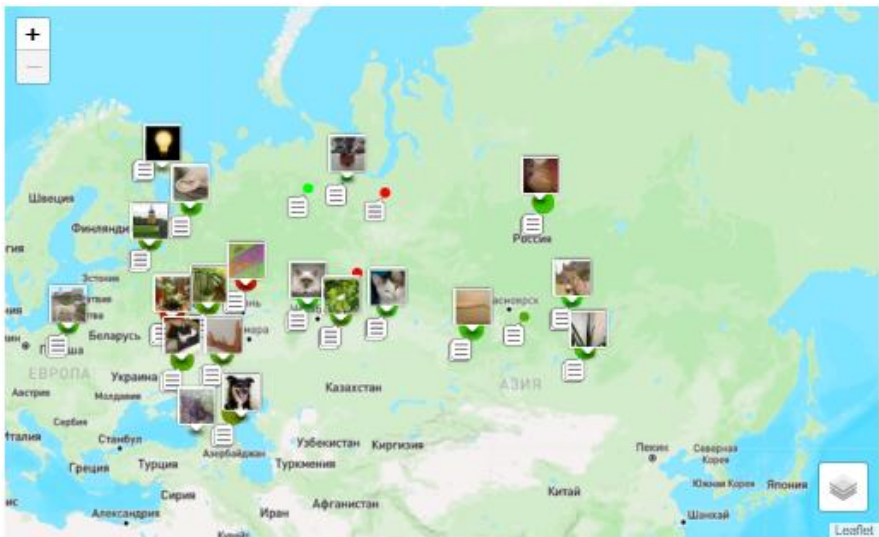 +
−
Швеция
Финлянди
гия
Эстония
Россия
Беларусь
ЕВРОПА
Украина
Австрия
Молдавия
Казахстан
АЗИЯ
Сербия
Италия
Стамбул
Азербайджан
Узбекистан
Киргизия
Греция
Турция
Туркмения
Пекин
Северная
Корея
Сирия
Китай
Южная Корея
Япония
Александрия
Иран
Афганистан
Шанхай
Leaflet